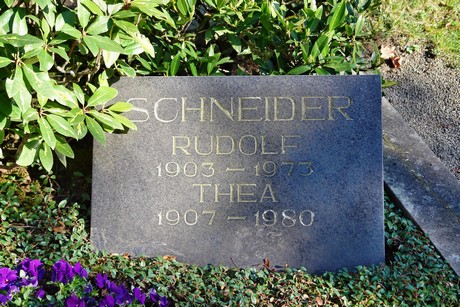 SCHNEIDER
RUDOLF
1903 – 1973
THEA
1907 – 1980